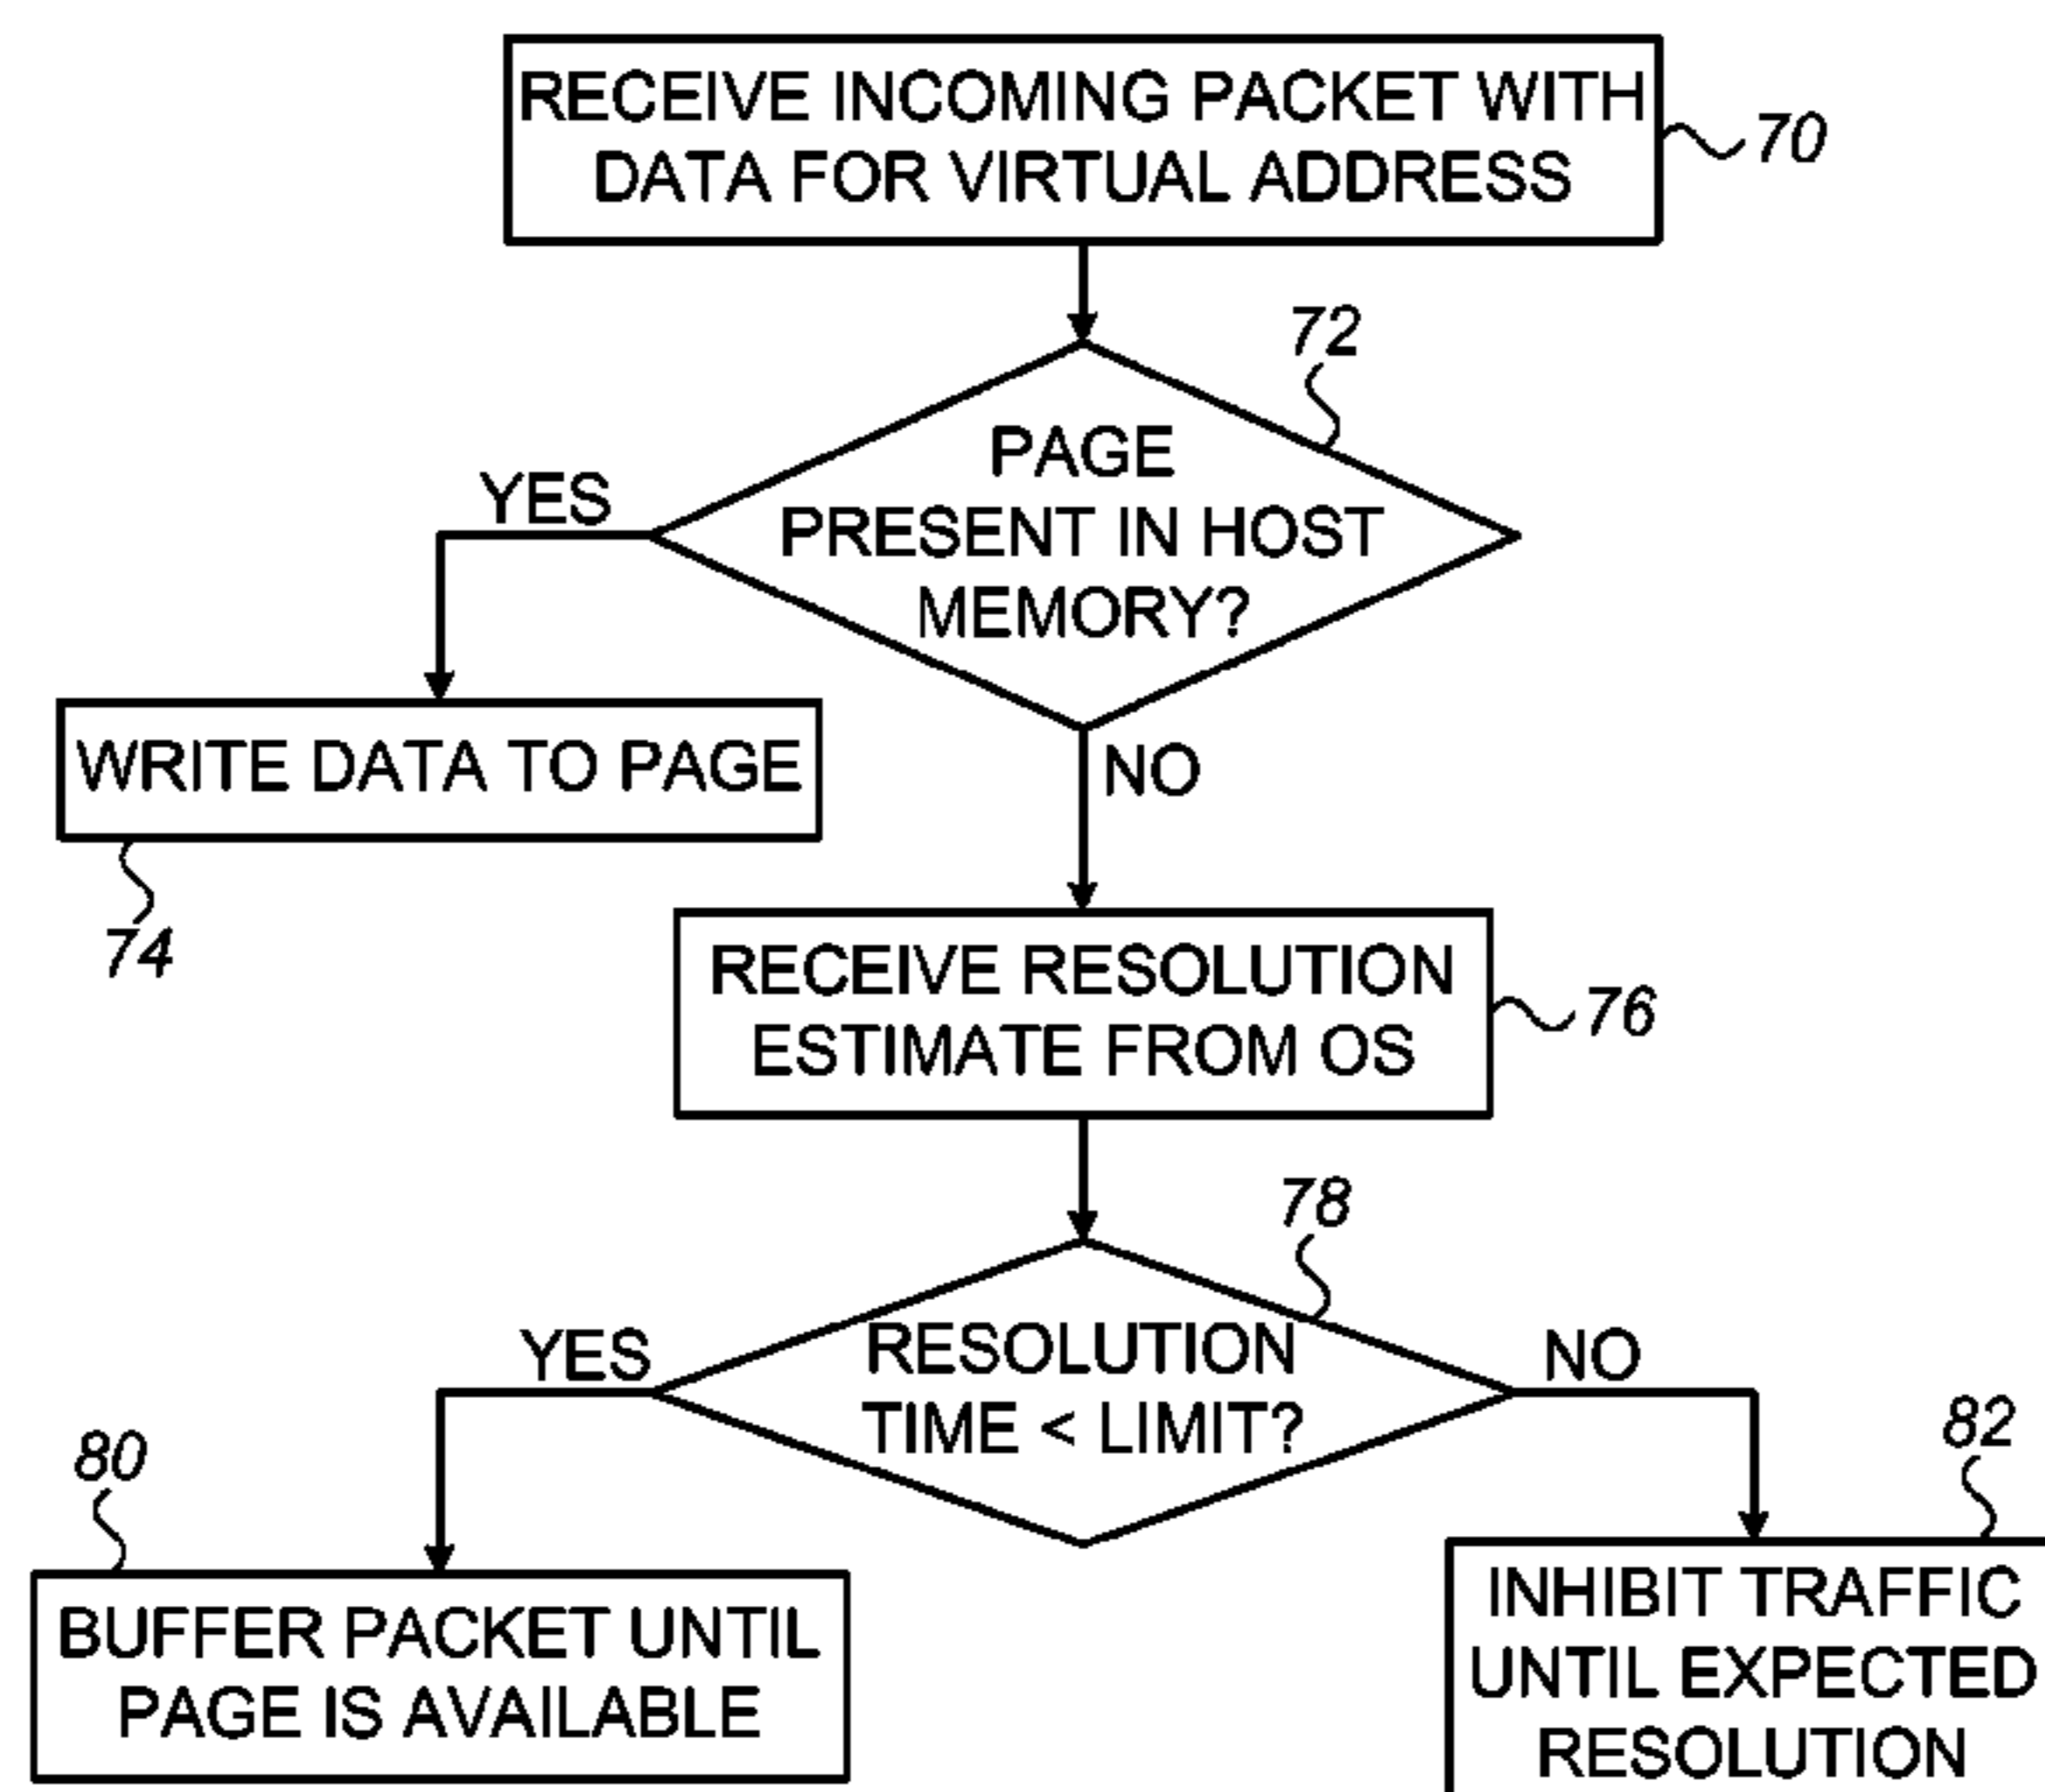 RECEIVE INCOMING PACKET WITH
DATA FOR VIRTUAL ADDRESS
70
72
PAGE
PRESENT IN HOST
MEMORY?
YES
WRITE DATA TO PAGE
74
NO
RECEIVE RESOLUTION
ESTIMATE FROM OS
76
78
RESOLUTION
TIME < LIMIT?
YES
NO
80
BUFFER PACKET UNTIL
PAGE IS AVAILABLE
82
INHIBIT TRAFFIC
UNTIL EXPECTED
RESOLUTION